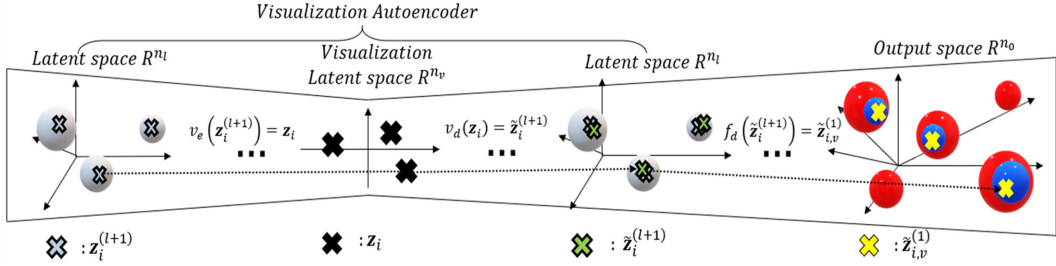 Visualization Autoencoder
Latent space R^{n_l}
Visualization
Latent space R^{n_v}
Latent space R^{n_l}
Output space R^{n_0}
v_e(z_i^{(l+1)}) = z_i
...
v_d(z_i) = z̃_i^{(l+1)}
...
f_d(z̃_i^{(l+1)}) = z̃_{i,v}^{(1)}
...
: z_i^{(l+1)}
: z_i
: z̃_i^{(l+1)}
: z̃_{i,v}^{(1)}